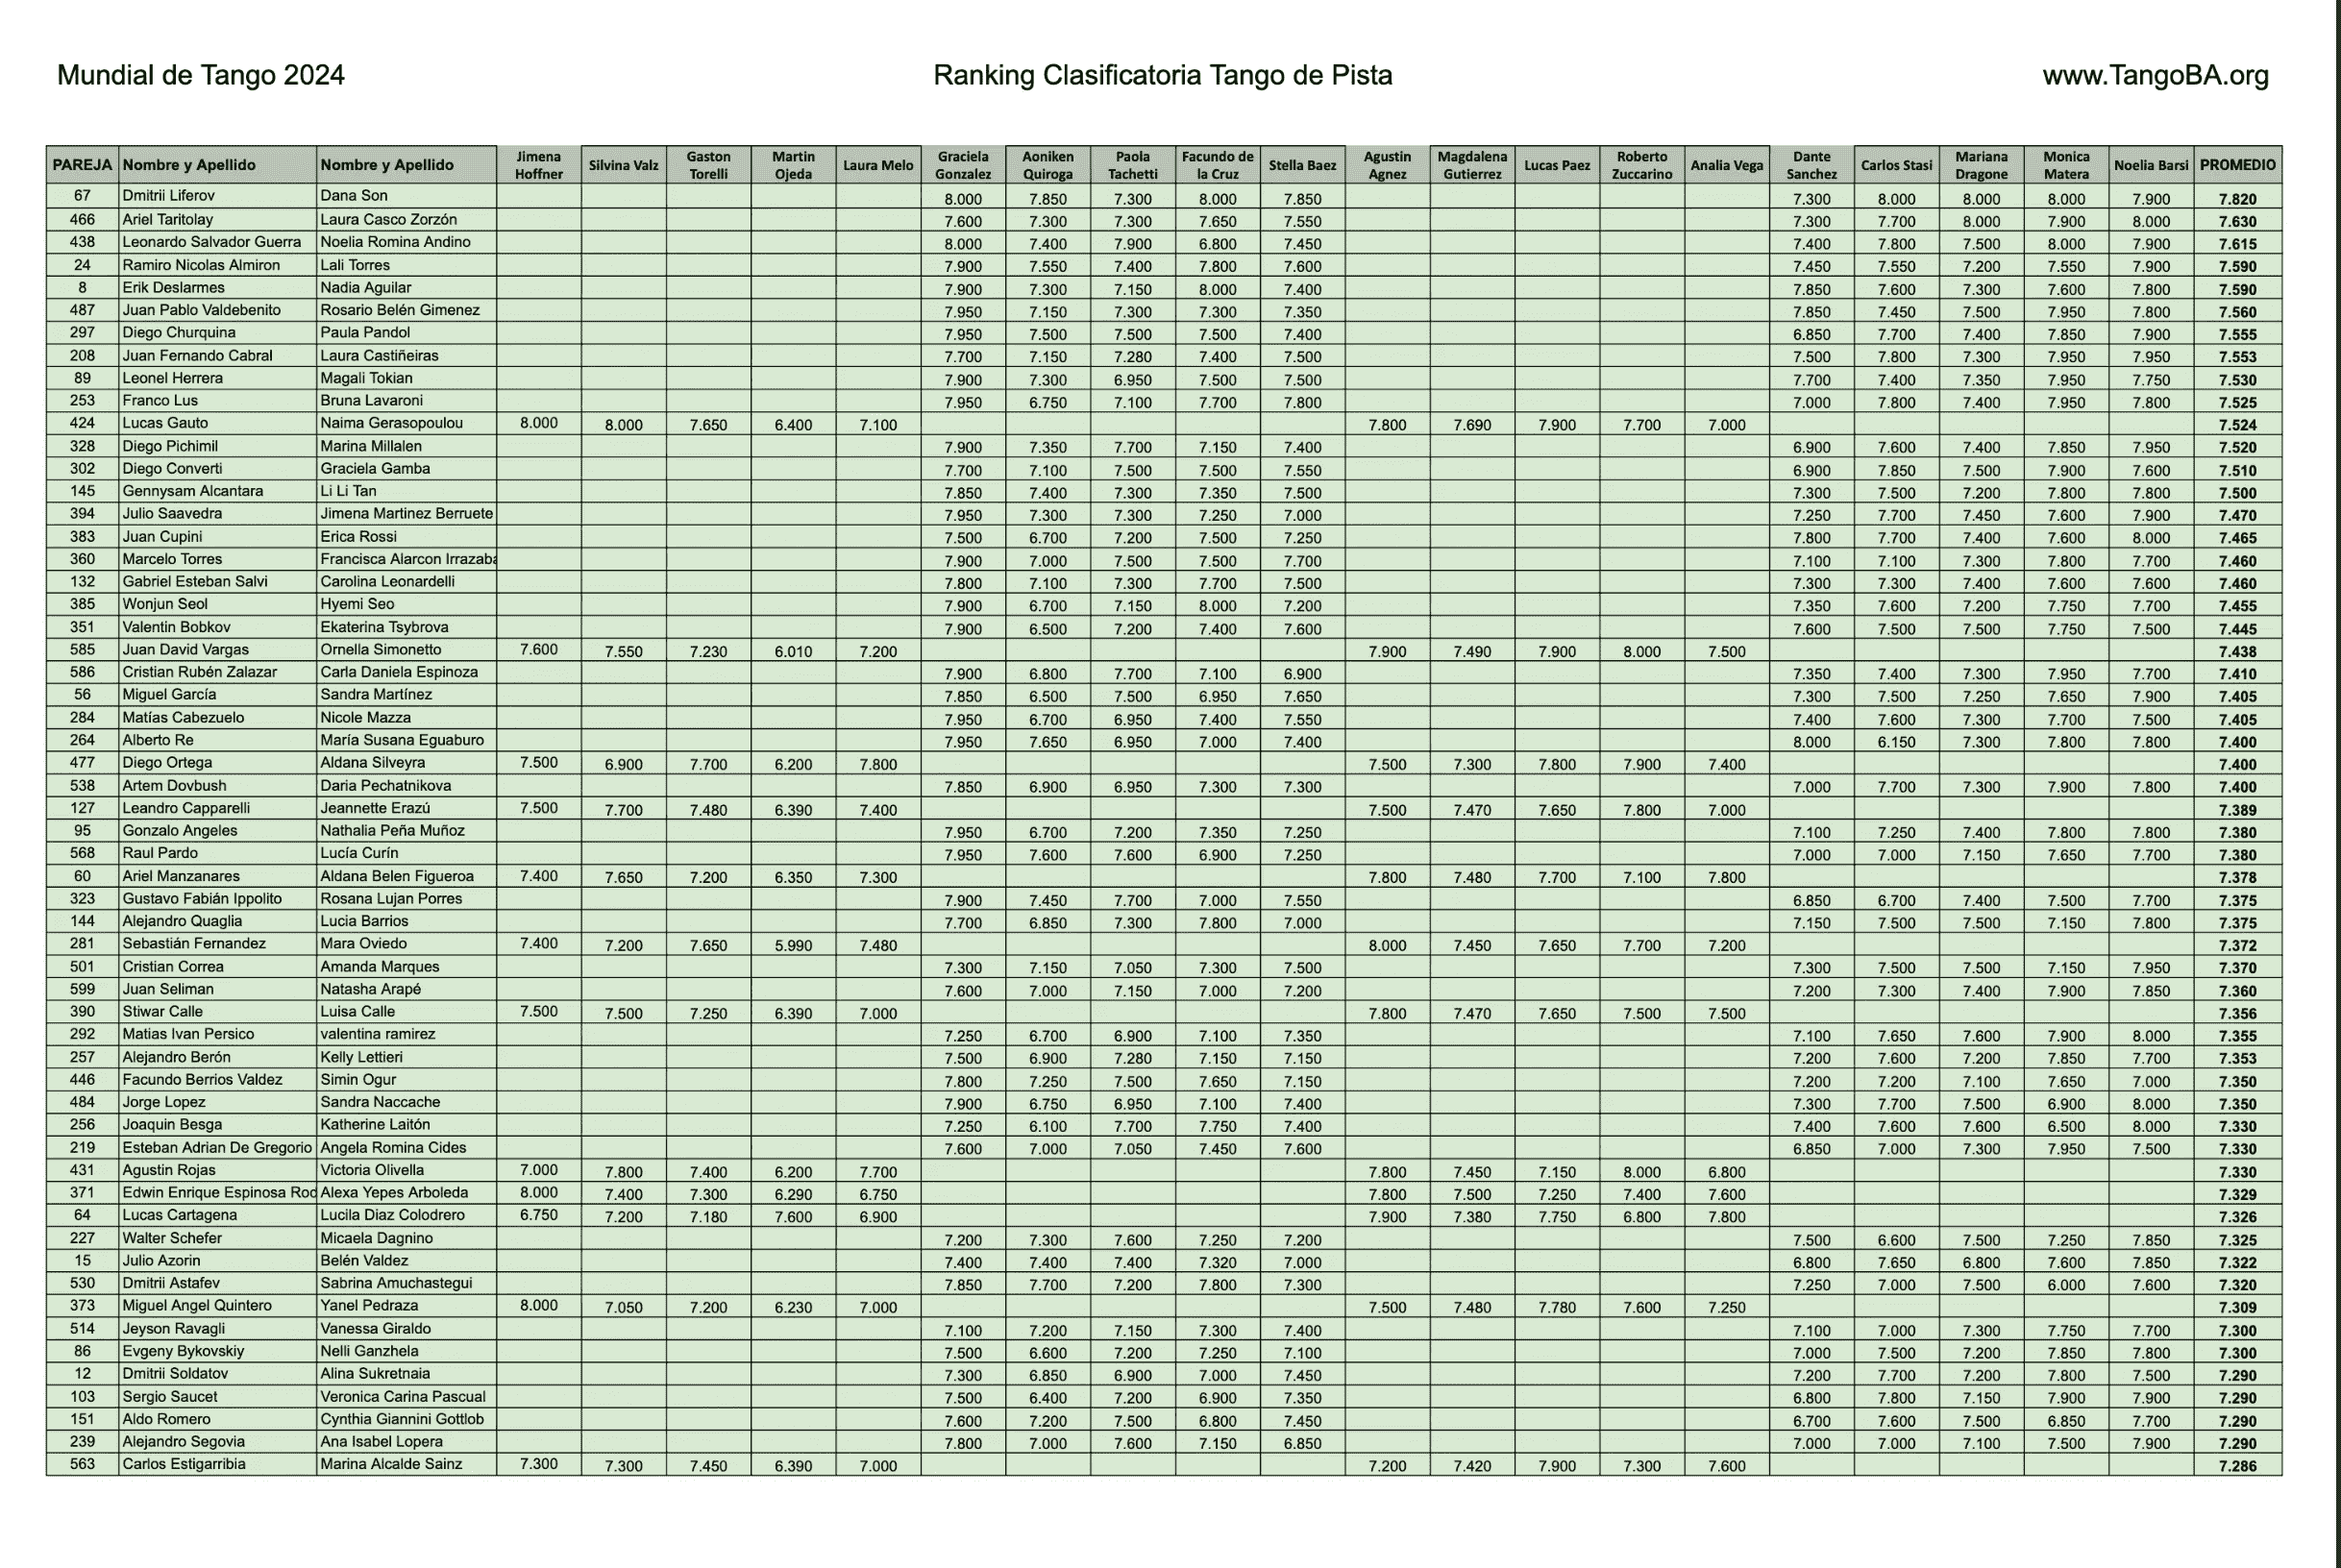 Mundial de Tango 2024 Ranking Clasificatoria Tango de Pista www.TangoBA.org
PAREJA Nombre y Apellido Nombre y Apellido Jimena Hoffner Silvina Valz Gaston Torelli Martin Ojeda Laura Melo Graciela Gonzalez Aoniken Quiroga Paola Tachetti Facundo de la Cruz Stella Baez Agustin Agnez Magdalena Gutierrez Lucas Paez Roberto Zuccarino Analia Vega Dante Sanchez Carlos Stasi Mariana Dragone Monica Matera Noelia Barsi PROMEDIO
67 Dmitrii Liferov Dana Son 8.000 7.850 7.300 8.000 7.850 7.300 8.000 8.000 8.000 7.900 7.820
466 Ariel Taritolay Laura Casco Zorzón 7.600 7.300 7.300 7.650 7.550 7.300 7.700 8.000 7.900 8.000 7.630
438 Leonardo Salvador Guerra Noelia Romina Andino 8.000 7.400 7.900 6.800 7.450 7.400 7.800 7.500 8.000 7.900 7.615
24 Ramiro Nicolas Almiron Lali Torres 7.900 7.550 7.400 7.800 7.600 7.450 7.550 7.200 7.550 7.900 7.590
8 Erik Deslarmes Nadia Aguilar 7.900 7.300 7.150 8.000 7.400 7.850 7.600 7.300 7.600 7.800 7.590
487 Juan Pablo Valdebenito Rosario Belén Gimenez 7.950 7.150 7.300 7.300 7.350 7.850 7.450 7.500 7.950 7.800 7.560
297 Diego Churquina Paula Pandol 7.950 7.500 7.500 7.500 7.400 6.850 7.700 7.400 7.850 7.900 7.555
208 Juan Fernando Cabral Laura Castiñeiras 7.700 7.150 7.280 7.400 7.500 7.500 7.800 7.300 7.950 7.950 7.553
89 Leonel Herrera Magali Tokian 7.900 7.300 6.950 7.500 7.500 7.700 7.400 7.350 7.950 7.750 7.530
253 Franco Lus Bruna Lavaroni 7.950 6.750 7.100 7.700 7.800 7.000 7.800 7.400 7.950 7.800 7.525
424 Lucas Gauto Naima Gerasopoulou 8.000 8.000 7.650 6.400 7.100 7.800 7.690 7.900 7.700 7.000 7.524
328 Diego Pichimil Marina Millalen 7.900 7.350 7.700 7.150 7.400 6.900 7.600 7.400 7.850 7.950 7.520
302 Diego Converti Graciela Gamba 7.700 7.100 7.500 7.500 7.550 6.900 7.850 7.500 7.900 7.600 7.510
145 Gennysam Alcantara Li Li Tan 7.850 7.400 7.300 7.350 7.500 7.300 7.500 7.200 7.800 7.800 7.500
394 Julio Saavedra Jimena Martinez Berruete 7.950 7.300 7.300 7.250 7.000 7.250 7.700 7.450 7.600 7.900 7.470
383 Juan Cupini Erica Rossi 7.500 6.700 7.200 7.500 7.250 7.800 7.700 7.400 7.600 8.000 7.465
360 Marcelo Torres Francisca Alarcon Irrazaba 7.900 7.000 7.500 7.500 7.700 7.100 7.100 7.300 7.800 7.700 7.460
132 Gabriel Esteban Salvi Carolina Leonardelli 7.800 7.100 7.300 7.700 7.500 7.300 7.300 7.400 7.600 7.600 7.460
385 Wonjun Seol Hyemi Seo 7.900 6.700 7.150 8.000 7.200 7.350 7.600 7.200 7.750 7.700 7.455
351 Valentin Bobkov Ekaterina Tsybrova 7.900 6.500 7.200 7.400 7.600 7.600 7.500 7.500 7.750 7.500 7.445
585 Juan David Vargas Ornella Simonetto 7.600 7.550 7.230 6.010 7.200 7.900 7.490 7.900 8.000 7.500 7.438
586 Cristian Rubén Zalazar Carla Daniela Espinoza 7.900 6.800 7.700 7.100 6.900 7.350 7.400 7.300 7.950 7.700 7.410
56 Miguel García Sandra Martínez 7.850 6.500 7.500 6.950 7.650 7.300 7.500 7.250 7.650 7.900 7.405
284 Matías Cabezuelo Nicole Mazza 7.950 6.700 6.950 7.400 7.550 7.400 7.600 7.300 7.700 7.500 7.405
264 Alberto Re María Susana Eguaburo 7.950 7.650 6.950 7.000 7.400 8.000 6.150 7.300 7.800 7.800 7.400
477 Diego Ortega Aldana Silveyra 7.500 6.900 7.700 6.200 7.800 7.500 7.300 7.800 7.900 7.400 7.400
538 Artem Dovbush Daria Pechatnikova 7.850 6.900 6.950 7.300 7.300 7.000 7.700 7.300 7.900 7.800 7.400
127 Leandro Capparelli Jeannette Erazú 7.500 7.700 7.480 6.390 7.400 7.500 7.470 7.650 7.800 7.000 7.389
95 Gonzalo Angeles Nathalia Peña Muñoz 7.950 6.700 7.200 7.350 7.250 7.100 7.250 7.400 7.800 7.800 7.380
568 Raul Pardo Lucía Curín 7.950 7.600 7.600 6.900 7.250 7.000 7.000 7.150 7.650 7.700 7.380
60 Ariel Manzanares Aldana Belen Figueroa 7.400 7.650 7.200 6.350 7.300 7.800 7.480 7.700 7.100 7.800 7.378
323 Gustavo Fabián Ippolito Rosana Lujan Porres 7.900 7.450 7.700 7.000 7.550 6.850 6.700 7.400 7.500 7.700 7.375
144 Alejandro Quaglia Lucia Barrios 7.700 6.850 7.300 7.800 7.000 7.150 7.500 7.500 7.150 7.800 7.375
281 Sebastián Fernandez Mara Oviedo 7.400 7.200 7.650 5.990 7.480 8.000 7.450 7.650 7.700 7.200 7.372
501 Cristian Correa Amanda Marques 7.300 7.150 7.050 7.300 7.500 7.300 7.500 7.500 7.150 7.950 7.370
599 Juan Seliman Natasha Arapé 7.600 7.000 7.150 7.000 7.200 7.200 7.300 7.400 7.900 7.850 7.360
390 Stiwar Calle Luisa Calle 7.500 7.500 7.250 6.390 7.000 7.800 7.470 7.650 7.500 7.500 7.356
292 Matias Ivan Persico valentina ramirez 7.250 6.700 6.900 7.100 7.350 7.100 7.650 7.600 7.900 8.000 7.355
257 Alejandro Berón Kelly Lettieri 7.500 6.900 7.280 7.150 7.150 7.200 7.600 7.200 7.850 7.700 7.353
446 Facundo Berrios Valdez Simin Ogur 7.800 7.250 7.500 7.650 7.150 7.200 7.200 7.100 7.650 7.000 7.350
484 Jorge Lopez Sandra Naccache 7.900 6.750 6.950 7.100 7.400 7.300 7.700 7.500 6.900 8.000 7.350
256 Joaquin Besga Katherine Laitón 7.250 6.100 7.700 7.750 7.400 7.400 7.600 7.600 6.500 8.000 7.330
219 Esteban Adrian De Gregorio Angela Romina Cides 7.600 7.000 7.050 7.450 7.600 6.850 7.000 7.300 7.950 7.500 7.330
431 Agustin Rojas Victoria Olivella 7.000 7.800 7.400 6.200 7.700 7.800 7.450 7.150 8.000 6.800 7.330
371 Edwin Enrique Espinosa Rod Alexa Yepes Arboleda 8.000 7.400 7.300 6.290 6.750 7.800 7.500 7.250 7.400 7.600 7.329
64 Lucas Cartagena Lucila Diaz Colodrero 6.750 7.200 7.180 7.600 6.900 7.900 7.380 7.750 6.800 7.800 7.326
227 Walter Schefer Micaela Dagnino 7.200 7.300 7.600 7.250 7.200 7.500 6.600 7.500 7.250 7.850 7.325
15 Julio Azorin Belén Valdez 7.400 7.400 7.400 7.320 7.000 6.800 7.650 6.800 7.600 7.850 7.322
530 Dmitrii Astafev Sabrina Amuchastegui 7.850 7.700 7.200 7.800 7.300 7.250 7.000 7.500 6.000 7.600 7.320
373 Miguel Angel Quintero Yanel Pedraza 8.000 7.050 7.200 6.230 7.000 7.500 7.480 7.780 7.600 7.250 7.309
514 Jeyson Ravagli Vanessa Giraldo 7.100 7.200 7.150 7.300 7.400 7.100 7.000 7.300 7.750 7.700 7.300
86 Evgeny Bykovskiy Nelli Ganzhela 7.500 6.600 7.200 7.250 7.100 7.000 7.500 7.200 7.850 7.800 7.300
12 Dmitrii Soldatov Alina Sukretnaia 7.300 6.850 6.900 7.000 7.450 7.200 7.700 7.200 7.800 7.500 7.290
103 Sergio Saucet Veronica Carina Pascual 7.500 6.400 7.200 6.900 7.350 6.800 7.800 7.150 7.900 7.900 7.290
151 Aldo Romero Cynthia Giannini Gottlob 7.600 7.200 7.500 6.800 7.450 6.700 7.600 7.500 6.850 7.700 7.290
239 Alejandro Segovia Ana Isabel Lopera 7.800 7.000 7.600 7.150 6.850 7.000 7.000 7.100 7.500 7.900 7.290
563 Carlos Estigarribia Marina Alcalde Sainz 7.300 7.300 7.450 6.390 7.000 7.200 7.420 7.900 7.300 7.600 7.286